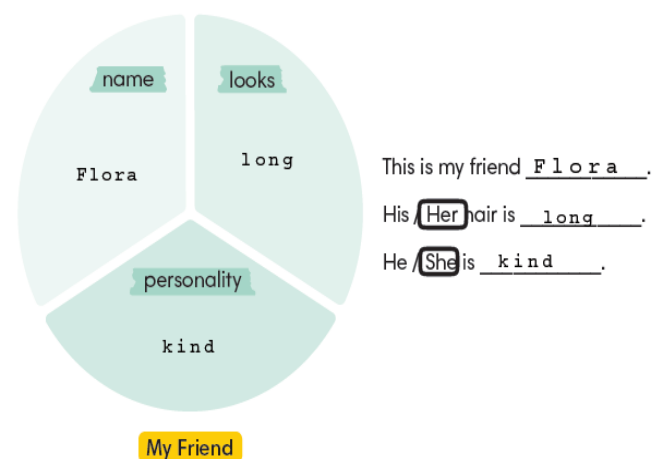 name
looks
Flora
long
personality
kind
My Friend
This is my friend Flora.
His / Her hair is long.
He / She is kind.